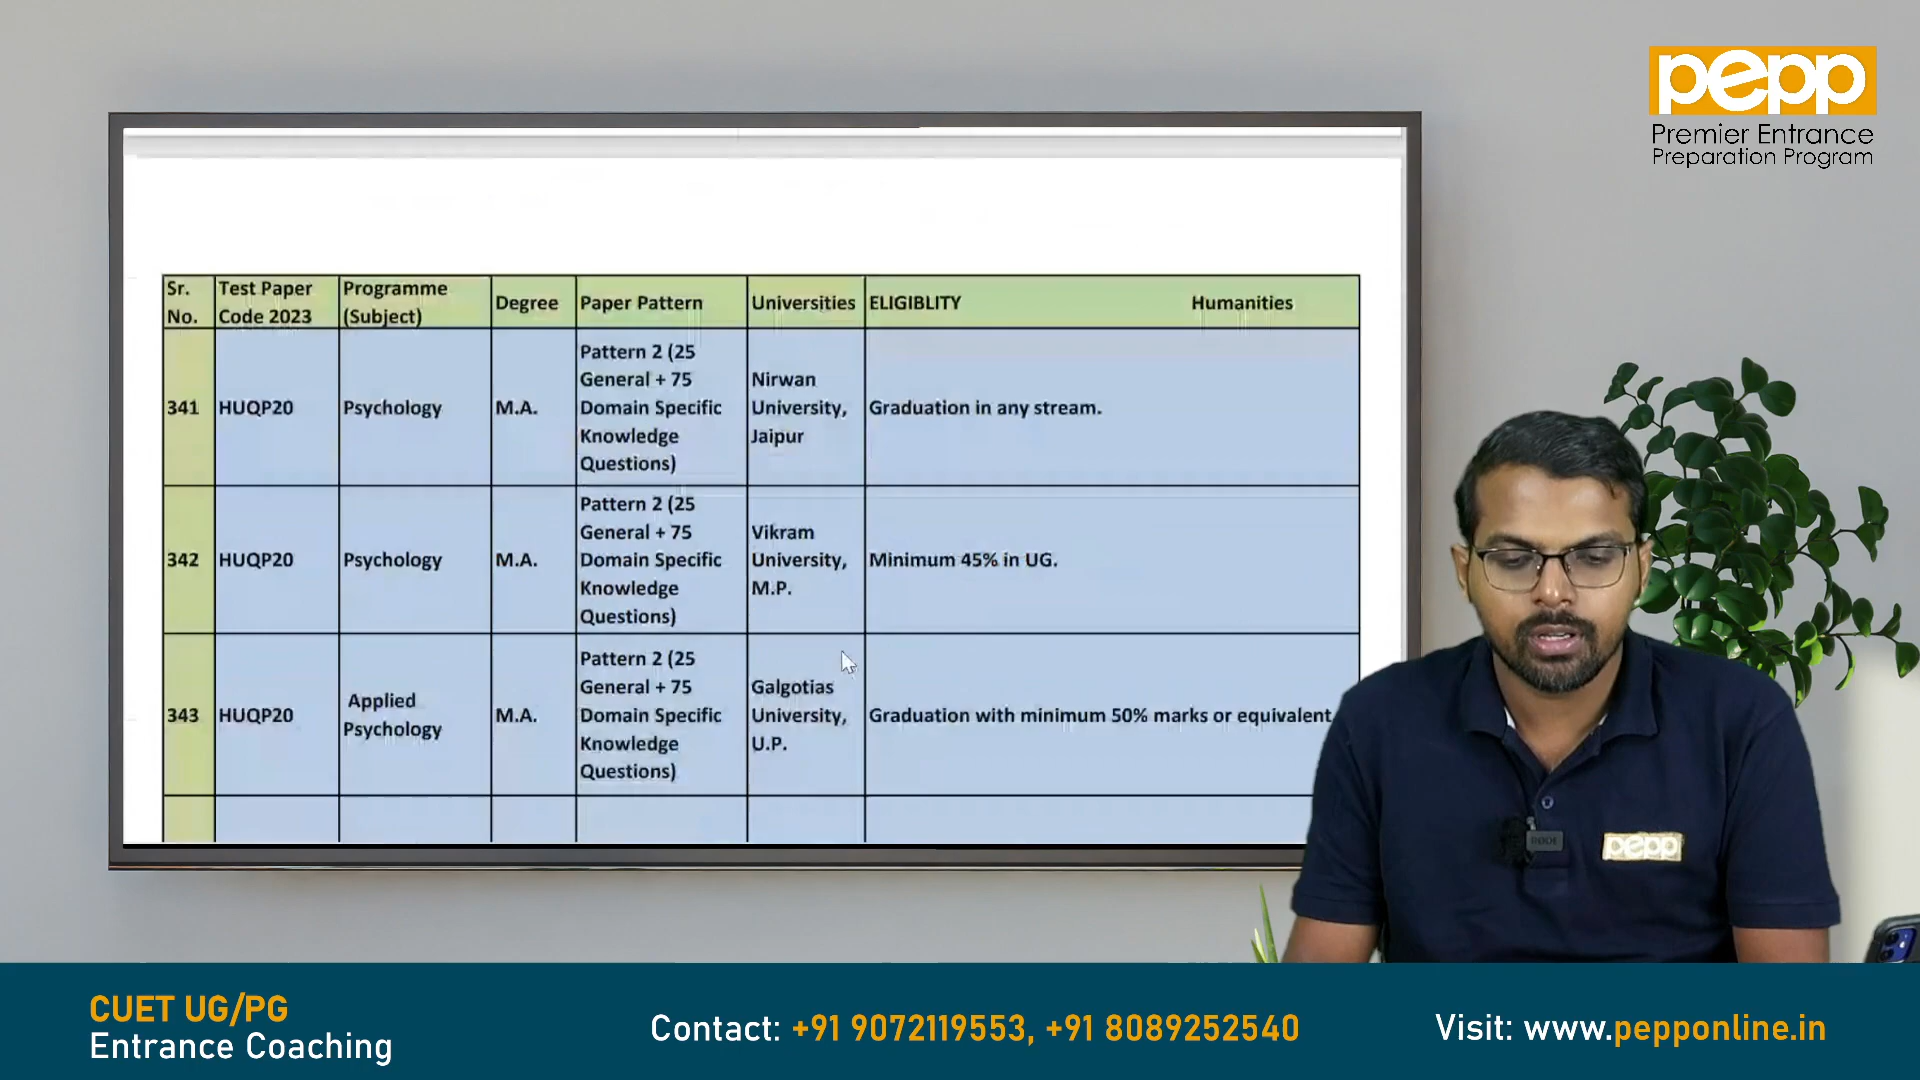 pepp
Premier Entrance
Preparation Program
Sr.
No.
Test Paper
Code 2023
Programme
(Subject)
Degree
Paper Pattern
Universities
ELIGIBLITY
Humanities
341
HUQP20
Psychology
M.A.
Pattern 2 (25
General + 75
Domain Specific
Knowledge
Questions)
Nirwan
University,
Jaipur
Graduation in any stream.
342
HUQP20
Psychology
M.A.
Pattern 2 (25
General + 75
Domain Specific
Knowledge
Questions)
Vikram
University,
M.P.
Minimum 45% in UG.
343
HUQP20
Applied
Psychology
M.A.
Pattern 2 (25
General + 75
Domain Specific
Knowledge
Questions)
Galgotias
University,
U.P.
Graduation with minimum 50% marks or equivalent
RODE
pepp
CUET UG/PG
Entrance Coaching
Contact: +91 9072119553, +91 8089252540
Visit: www.pepponline.in